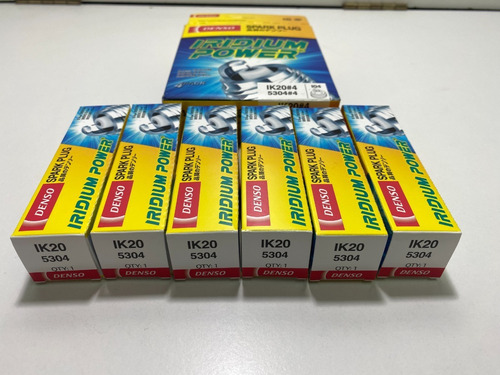 DENSO
SPARK PLUG
IRIDIUM
POWER
IK20#4
5304#4
IK20#4
DENSO
SPARK PLUG
IRIDIUM POWER
IK20
5304
QTY:1
DENSO
DENSO
SPARK PLUG
IRIDIUM POWER
IK20
5304
QTY:1
DENSO
DENSO
SPARK PLUG
IRIDIUM POWER
IK20
5304
QTY:1
DENSO
DENSO
SPARK PLUG
IRIDIUM POWER
IK20
5304
QTY:1
DENSO
DENSO
SPARK PLUG
IRIDIUM POWER
IK20
5304
QTY:1
DENSO
DENSO
SPARK PLUG
IRIDIUM POWER
IK20
5304
QTY:1
DENSO